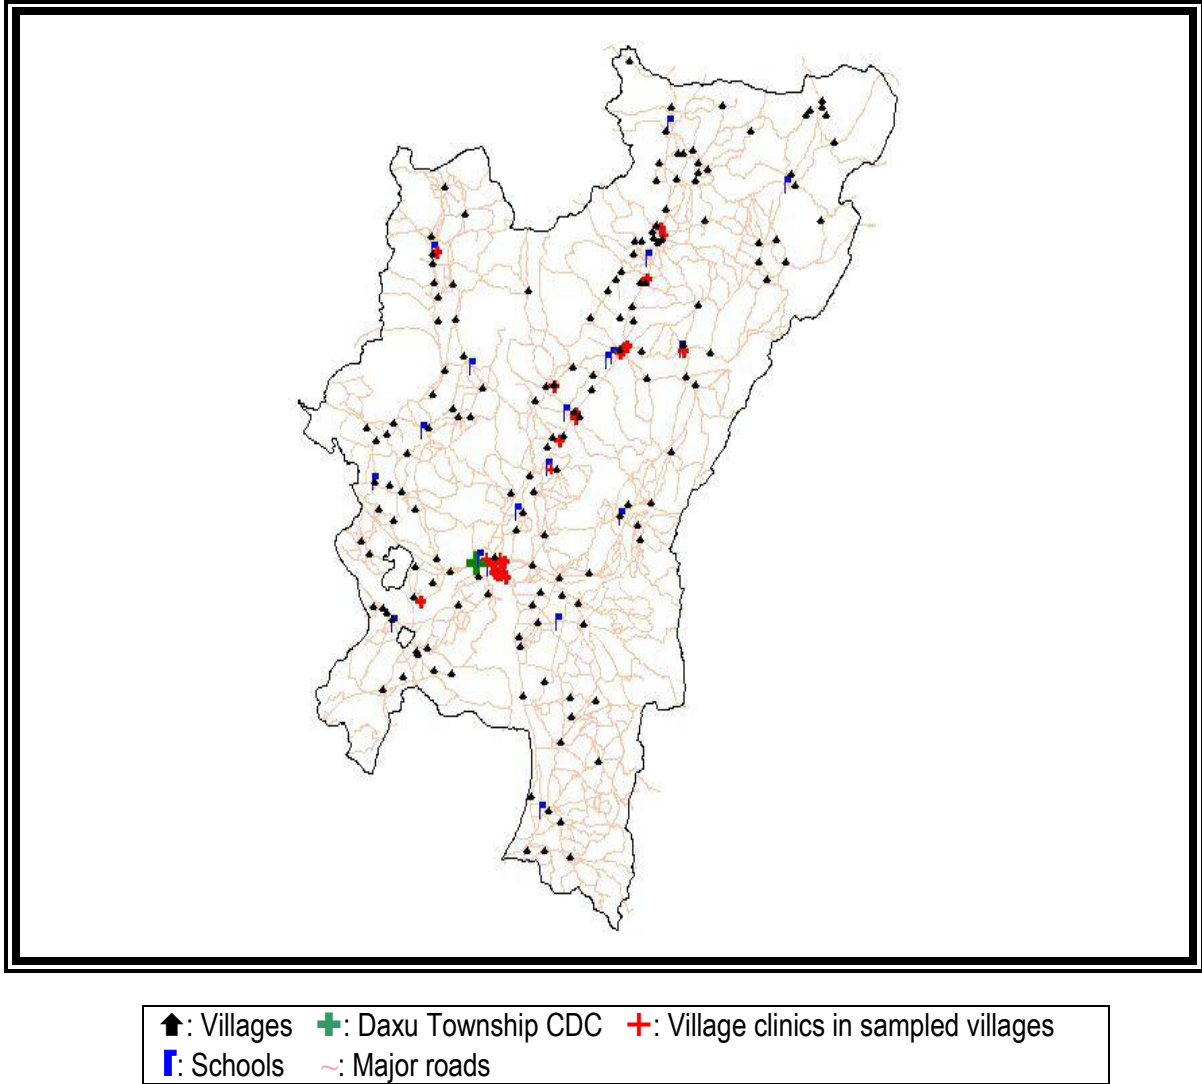 : Villages : Daxu Township CDC : Village clinics in sampled villages
: Schools ~: Major roads